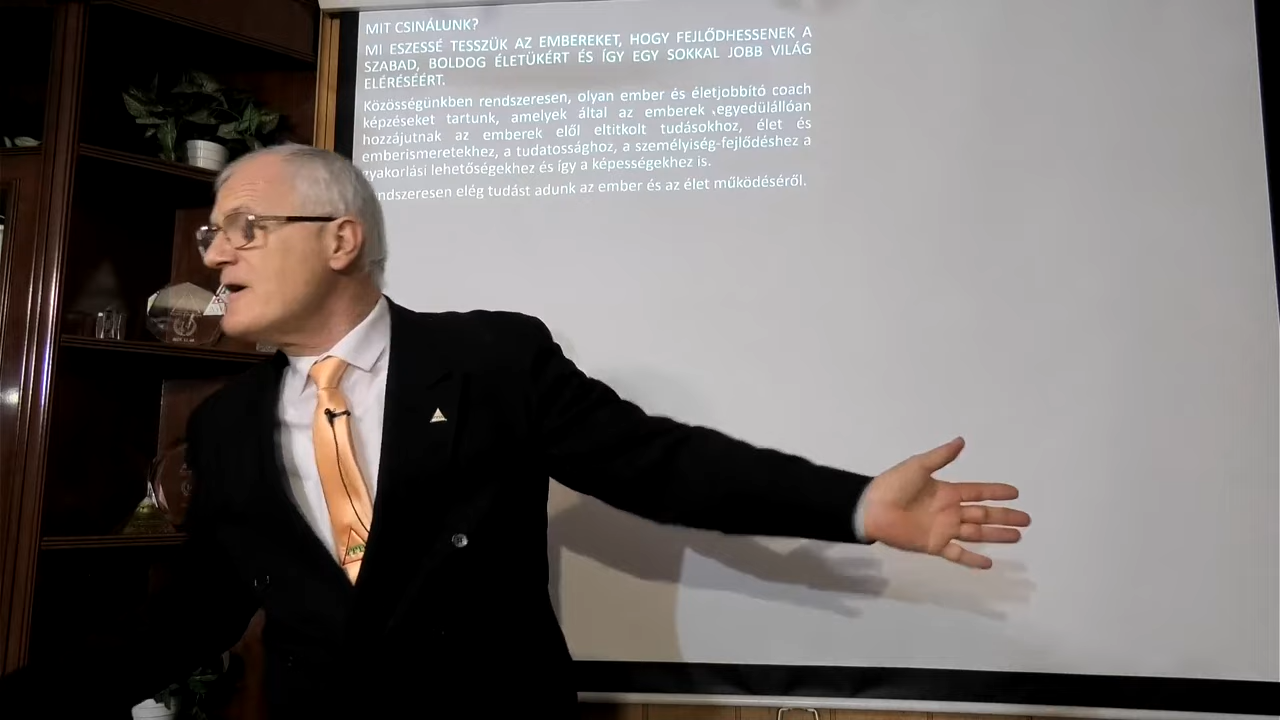 MIT CSINÁLUNK?
MI ESZESSÉ TESSZÜK AZ EMBEREKET, HOGY FEJLŐDHESSENEK A
SZABAD, BOLDOG ÉLETÜKÉRT ÉS ÍGY EGY SOKKAL JOBB VILÁG
ELÉRÉSÉÉRT.
Közösségünkben rendszeresen, olyan ember és életjobbító coach
képzéseket tartunk, amelyek által az emberek egyedülállóan
hozzájutnak az emberek elől eltitkolt tudásokhoz, élet és
emberismeretekhez, a tudatossághoz, a személyiség-fejlődéshez a
gyakorlási lehetőségekhez és így a képességekhez is.
ndszeresen elég tudást adunk az ember és az élet működéséről.